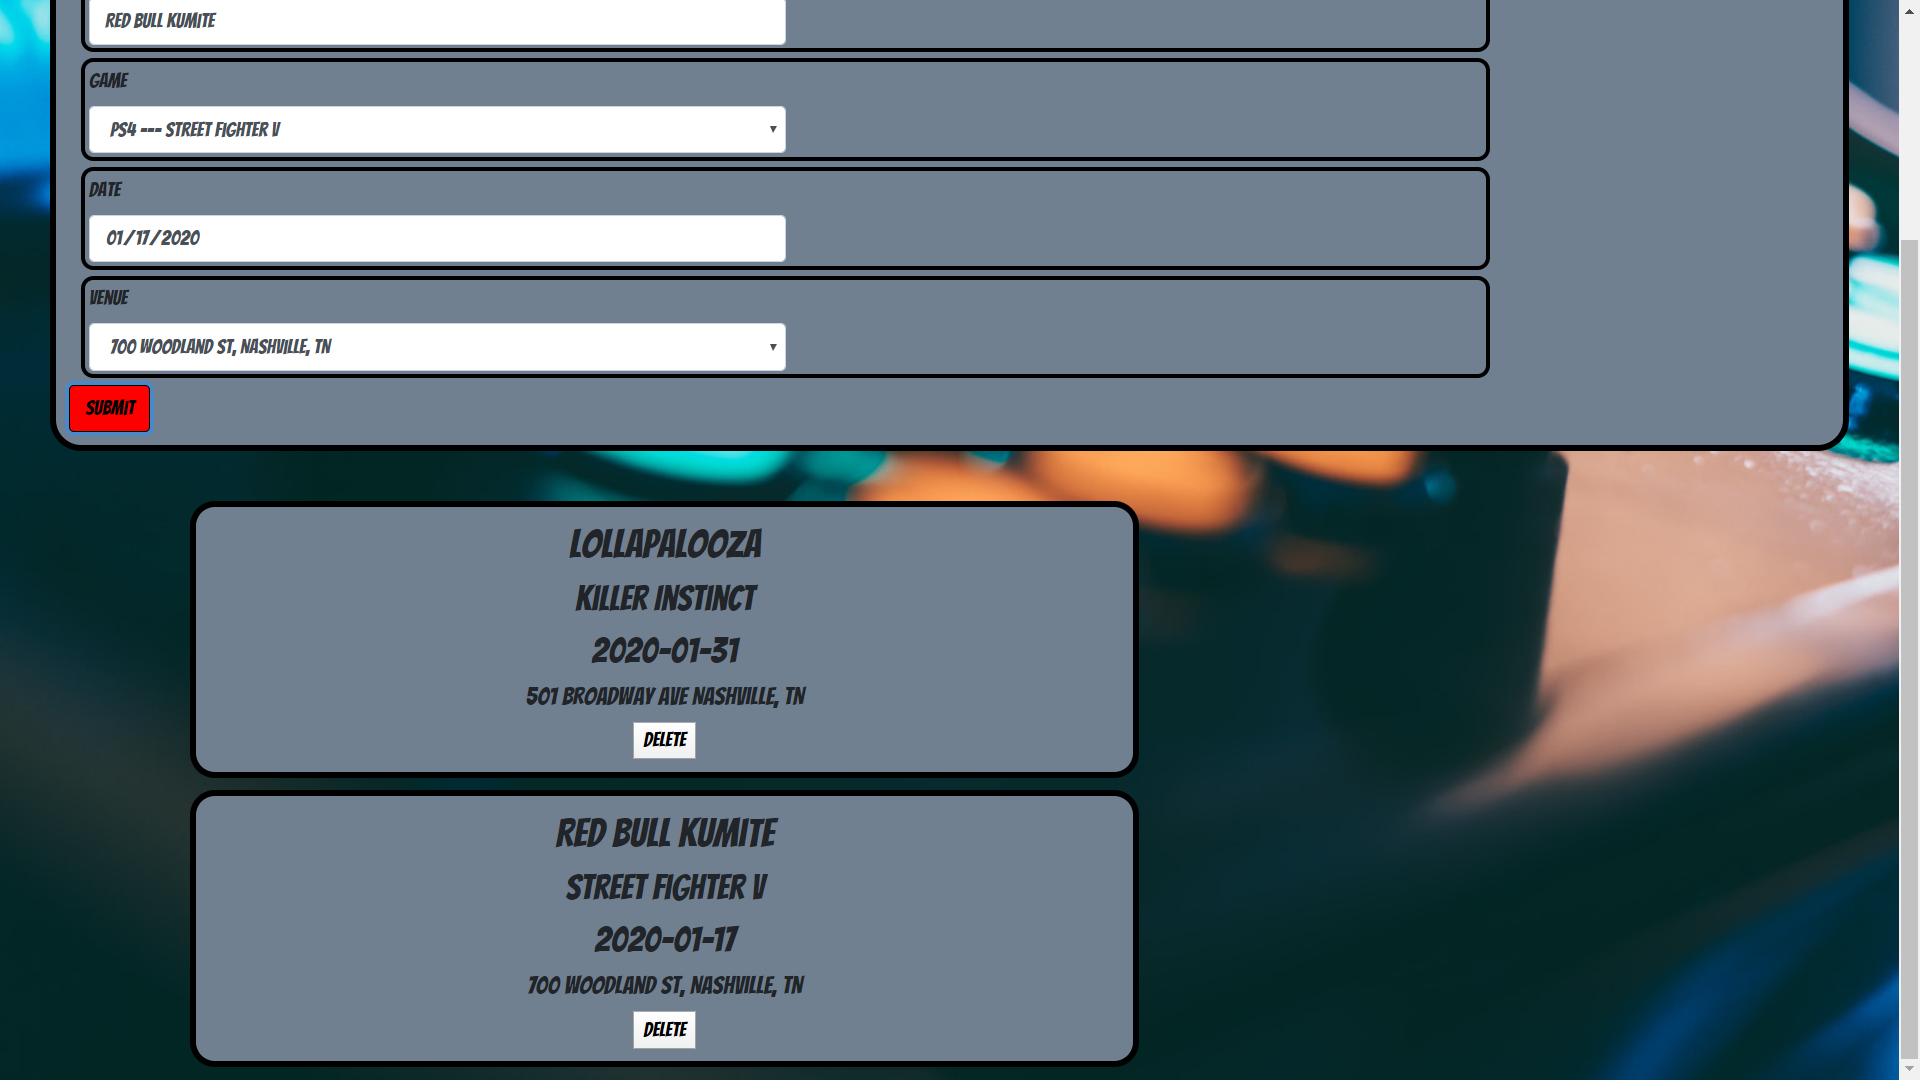 RED BULL KUMITE
GAME
PS4 --- STREET FIGHTER V
DATE
01/17/2020
VENUE
700 WOODLAND ST, NASHVILLE, TN
SUBMIT
LOLLAPALOOZA
KILLER INSTINCT
2020-01-31
501 BROADWAY AVE NASHVILLE, TN
DELETE
RED BULL KUMITE
STREET FIGHTER V
2020-01-17
700 WOODLAND ST, NASHVILLE, TN
DELETE